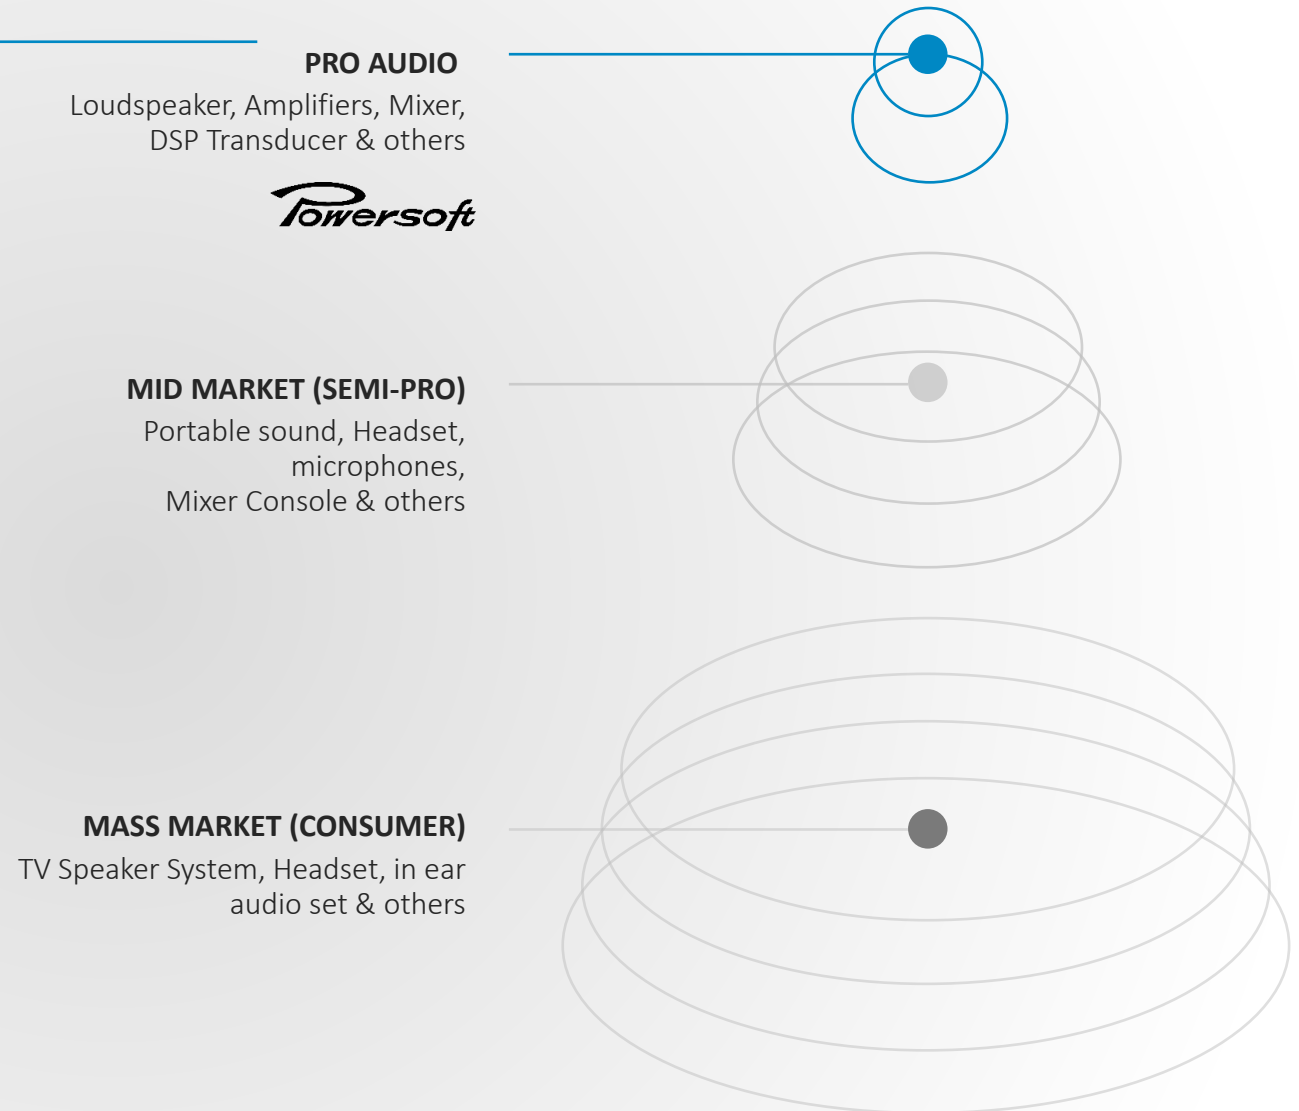 PRO AUDIO
Loudspeaker, Amplifiers, Mixer,
DSP Transducer & others
Powersoft
MID MARKET (SEMI-PRO)
Portable sound, Headset,
microphones,
Mixer Console & others
MASS MARKET (CONSUMER)
TV Speaker System, Headset, in ear
audio set & others